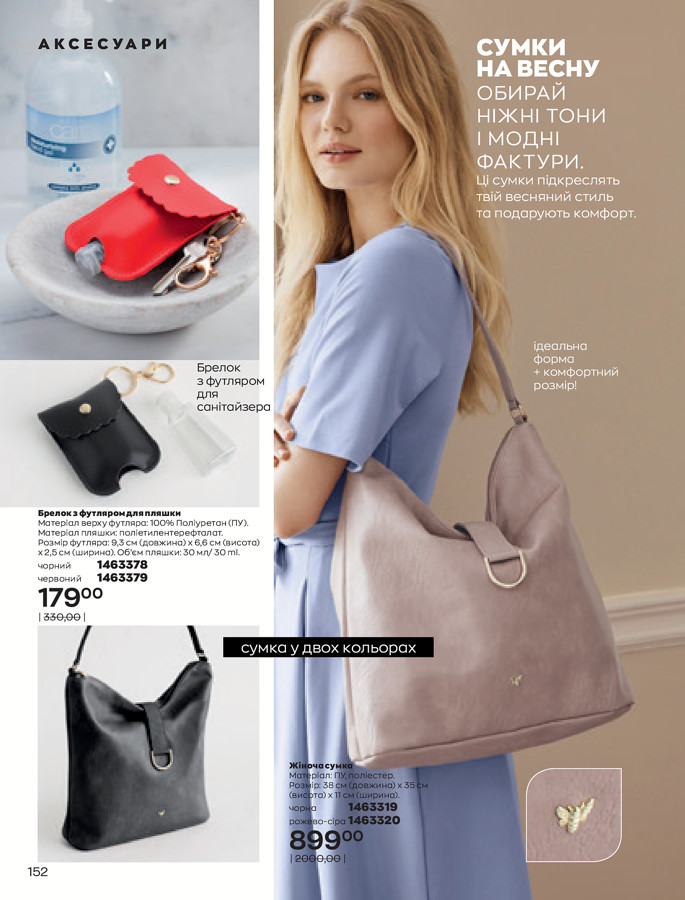 АКСЕСУАРИ
Moisturising
СУМКИ
НА ВЕСНУ
ОБИРАЙ
НІЖНІ ТОНИ
І МОДНІ
ФАКТУРИ.
Ці сумки підкреслять
твій весняний стиль
та подарують комфорт.
ідеальна
форма
+ комфортний
розмір!
Брелок
з футляром
для
санітайзера
Брелок з футляром для пляшки
Матеріал верху футляра: 100% Поліуретан (ПУ).
Матеріал пляшки: поліетилентерефталат.
Розмір футляра: 9,3 см (довжина) х 6,6 см (висота)
х 2,5 см (ширина). Об'єм пляшки: 30 мл/ 30 ml.
чорний 1463378
червоний 1463379
179⁰⁰
| 330,00 |
сумка у двох кольорах
Жіноча сумка
Матеріал: ПУ, поліестер.
Розмір: 38 см (довжина) х 35 см
(висота) х 11 см (ширина).
чорна 1463319
рожево-сіра 1463320
899⁰⁰
| 2000,00 |
152